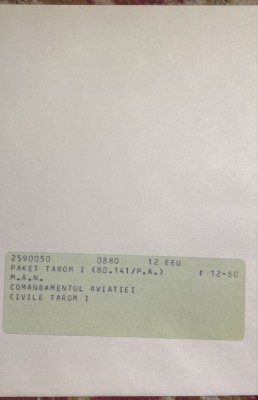 2590050 0880 12 EEU
PAKET TAROM I (80.141/P.A.) F 12-80
M.A.N.
COMANDAMENTUL AVIATIEI
CIVILE TAROM I